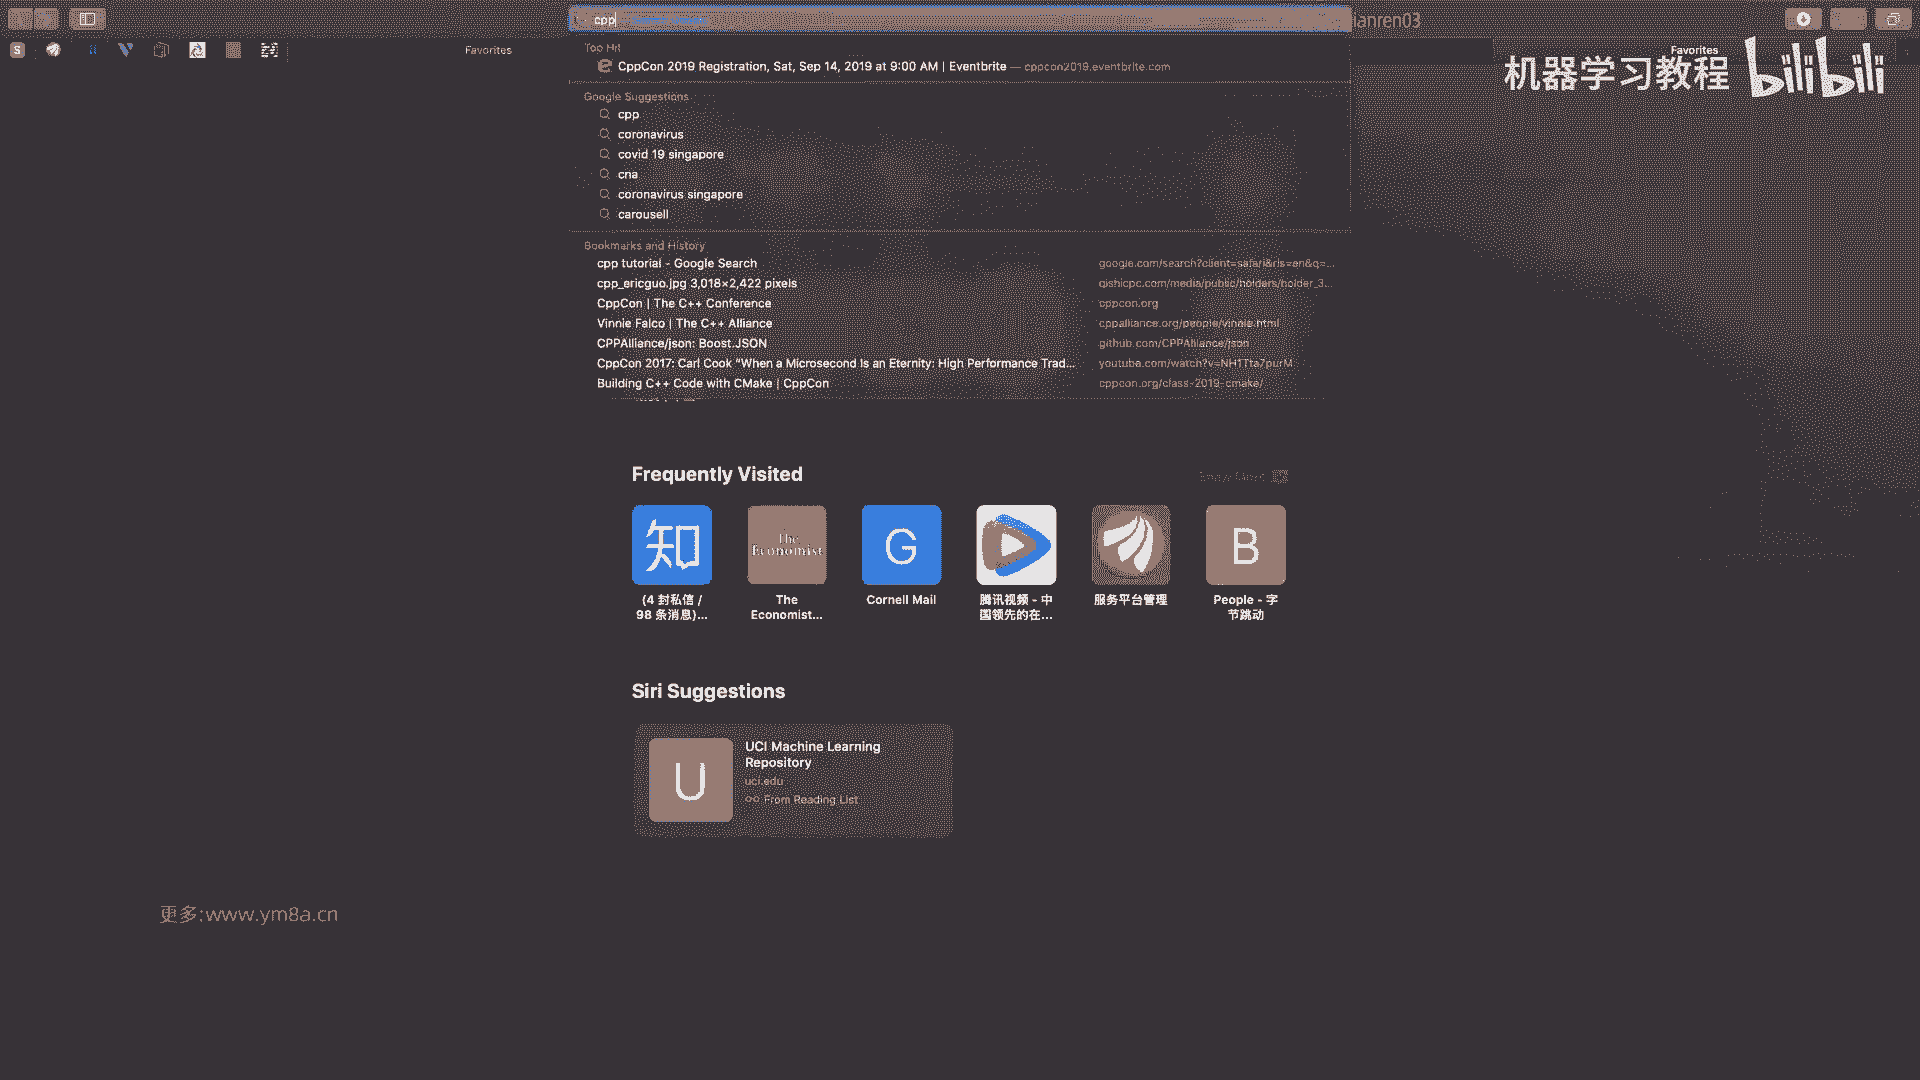 cpp
ianren03
S
Favorites
Favorites
机器学习教程 bilibili
Top Hit
CppCon 2019 Registration, Sat, Sep 14, 2019 at 9:00 AM | Eventbrite — cppcon2019.eventbrite.com
Google Suggestions
cpp
coronavirus
covid 19 singapore
cna
coronavirus singapore
carousell
Bookmarks and History
cpp tutorial - Google Search google.com/search?client=safari&rls=en&q=...
cpp_ericguo.jpg 3,018×2,422 pixels qishicpc.com/media/public/holders/holder_3...
CppCon | The C++ Conference cppcon.org
Vinnie Falco | The C++ Alliance cppalliance.org/people/vinnie.html
CPPAlliance/json: Boost.JSON github.com/CPPAlliance/json
CppCon 2017: Carl Cook “When a Microsecond Is an Eternity: High Performance Trad... youtube.com/watch?v=NH1Tta7purM
Building C++ Code with CMake | CppCon cppcon.org/class-2019-cmake/
Frequently Visited
知
The Economist
G
B
(4 封私信 / 98 条消息)...
The Economist...
Cornell Mail
腾讯视频 - 中国领先的在...
服务平台管理
People - 字节跳动
Siri Suggestions
U
UCI Machine Learning
Repository
uci.edu
From Reading List
更多:www.ym8a.cn